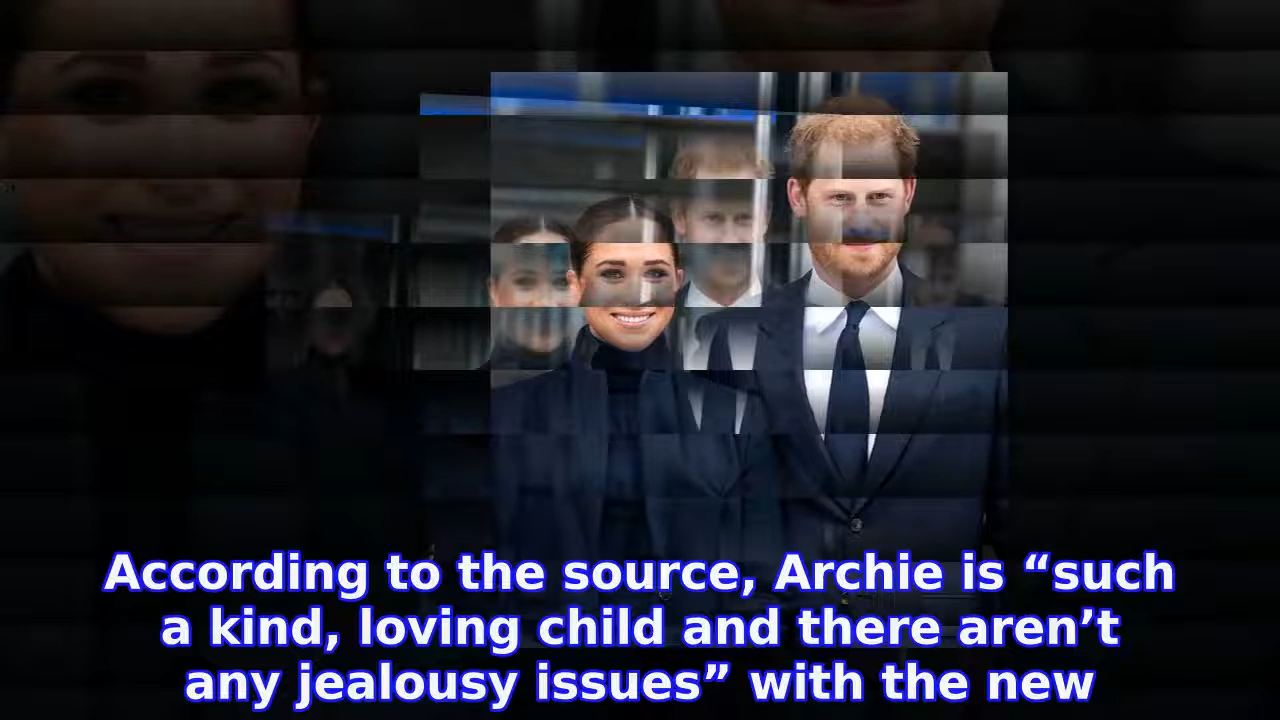 According to the source, Archie is “such
a kind, loving child and there aren’t
any jealousy issues” with the new